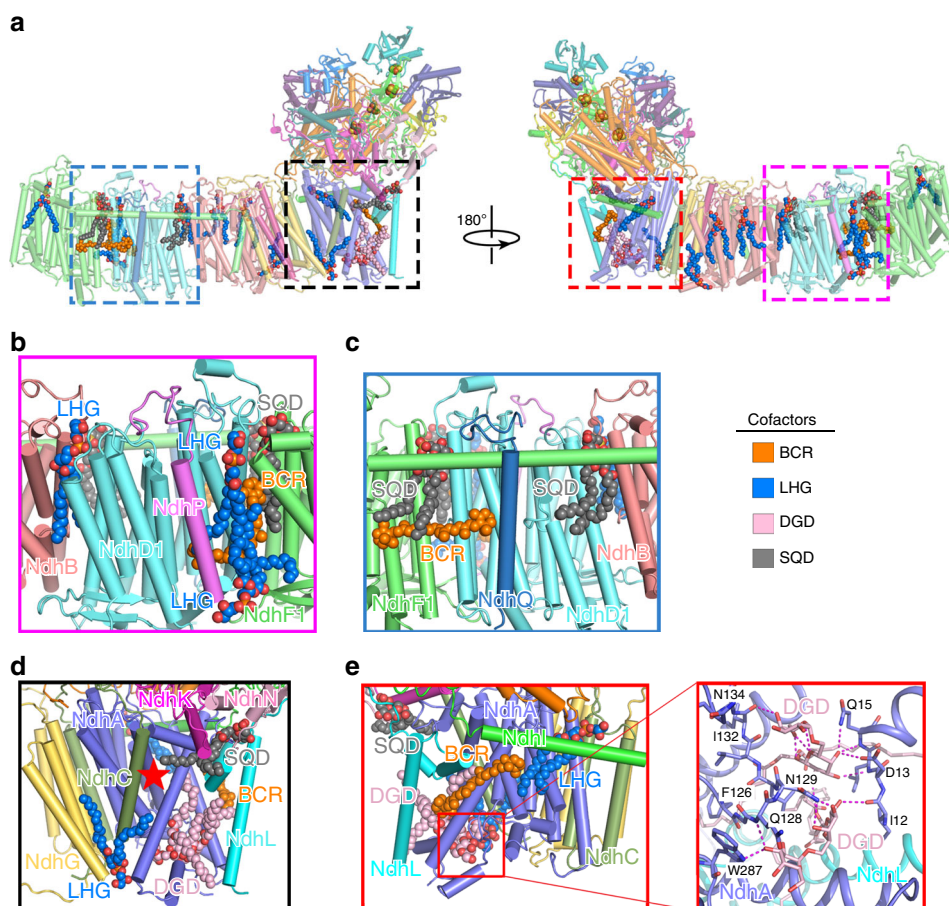 a
180°
b
LHG
SQD
LHG
BCR
NdhP
NdhD1
NdhB
LHG
NdhF1
c
SQD
SQD
BCR
NdhB
NdhF1
NdhQ
NdhD1
Cofactors
BCR
LHG
DGD
SQD
d
NdhK
NdhN
NdhA
SQD
NdhC
BCR
NdhL
NdhG
LHG
DGD
e
NdhA
SQD
BCR
NdhI
LHG
DGD
NdhL
NdhC
N134
DGD
Q15
I132
D13
N129
F126
I12
Q128
DGD
W287
NdhL
NdhA